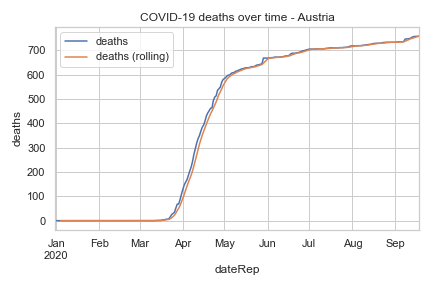 COVID-19 deaths over time - Austria
deaths
deaths (rolling)
deaths
700
600
500
400
300
200
100
0
Jan Feb Mar Apr May Jun Jul Aug Sep
2020
dateRep